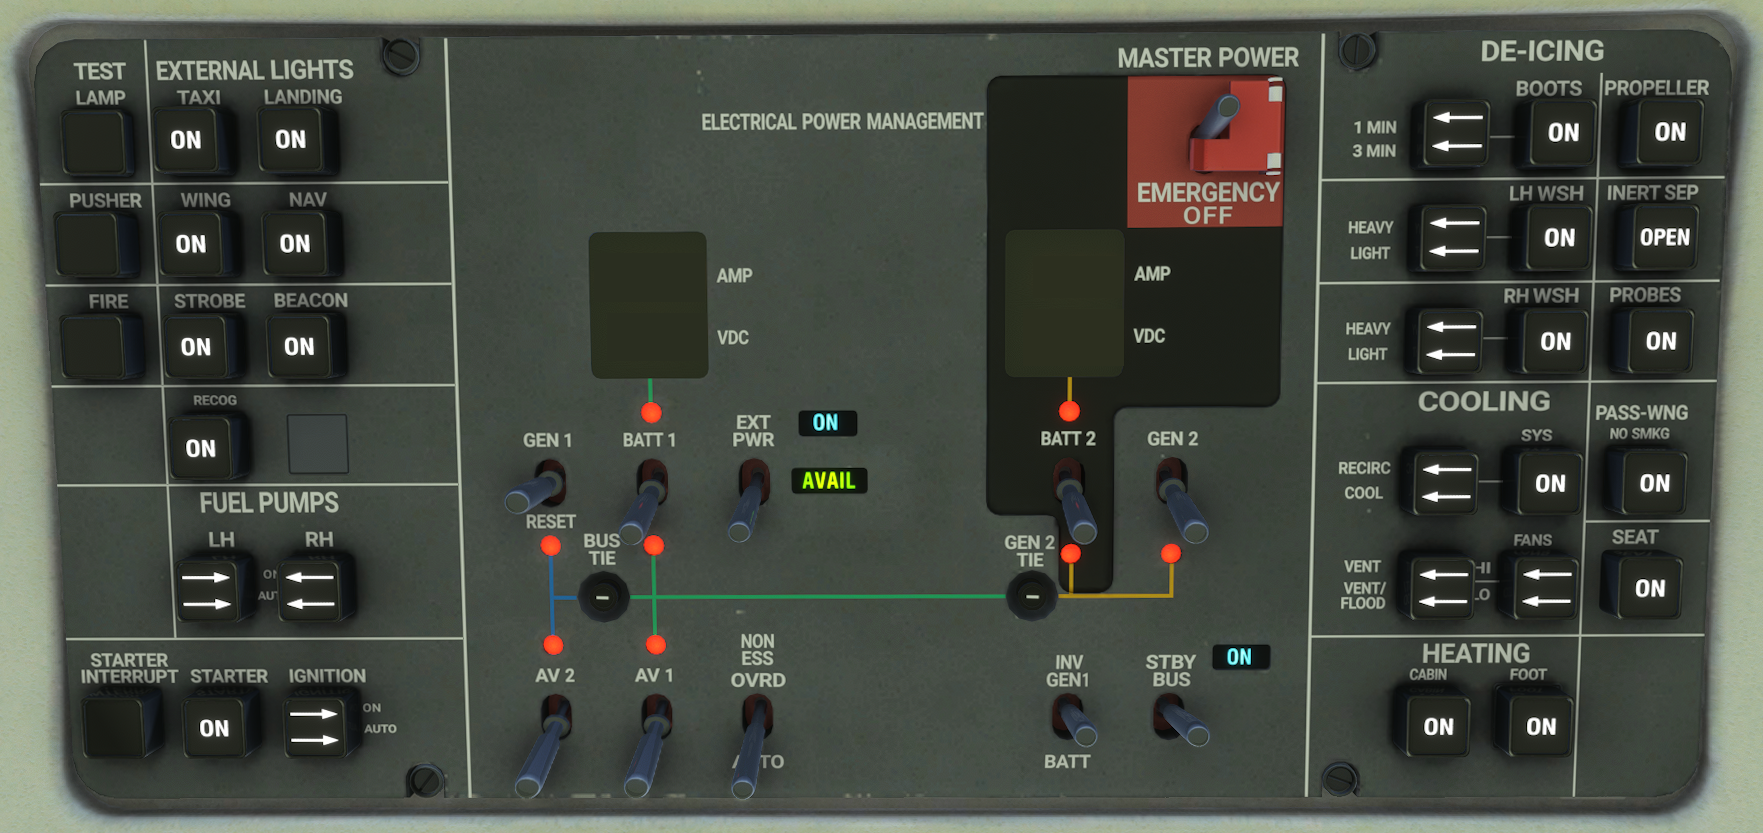 TEST
LAMP
PUSHER
FIRE
EXTERNAL LIGHTS
TAXI LANDING
ON ON
WING NAV
ON ON
STROBE BEACON
ON ON
RECOG
ON
FUEL PUMPS
LH RH
ON
STARTER
INTERRUPT
STARTER
ON
IGNITION
ON
AUTO
ELECTRICAL POWER MANAGEMENT
MASTER POWER
EMERGENCY
OFF
AMP
VDC
AMP
VDC
GEN 1
RESET
BATT 1
EXT
PWR
ON
AVAIL
BATT 2
GEN 2
BUS
TIE
GEN 2
TIE
AV 2
AV 1
NON
ESS
OVRD
INV
GEN1
BATT
STBY
BUS
ON
DE-ICING
BOOTS
PROPELLER
1 MIN
3 MIN
ON
ON
LH WSH
INERT SEP
HEAVY
LIGHT
ON
OPEN
RH WSH
PROBES
HEAVY
LIGHT
ON
ON
COOLING
SYS
RECIRC
COOL
ON
PASS-WNG
NO SMKG
ON
FANS
VENT
VENT/
FLOOD
LO
SEAT
ON
HEATING
CABIN FOOT
ON ON